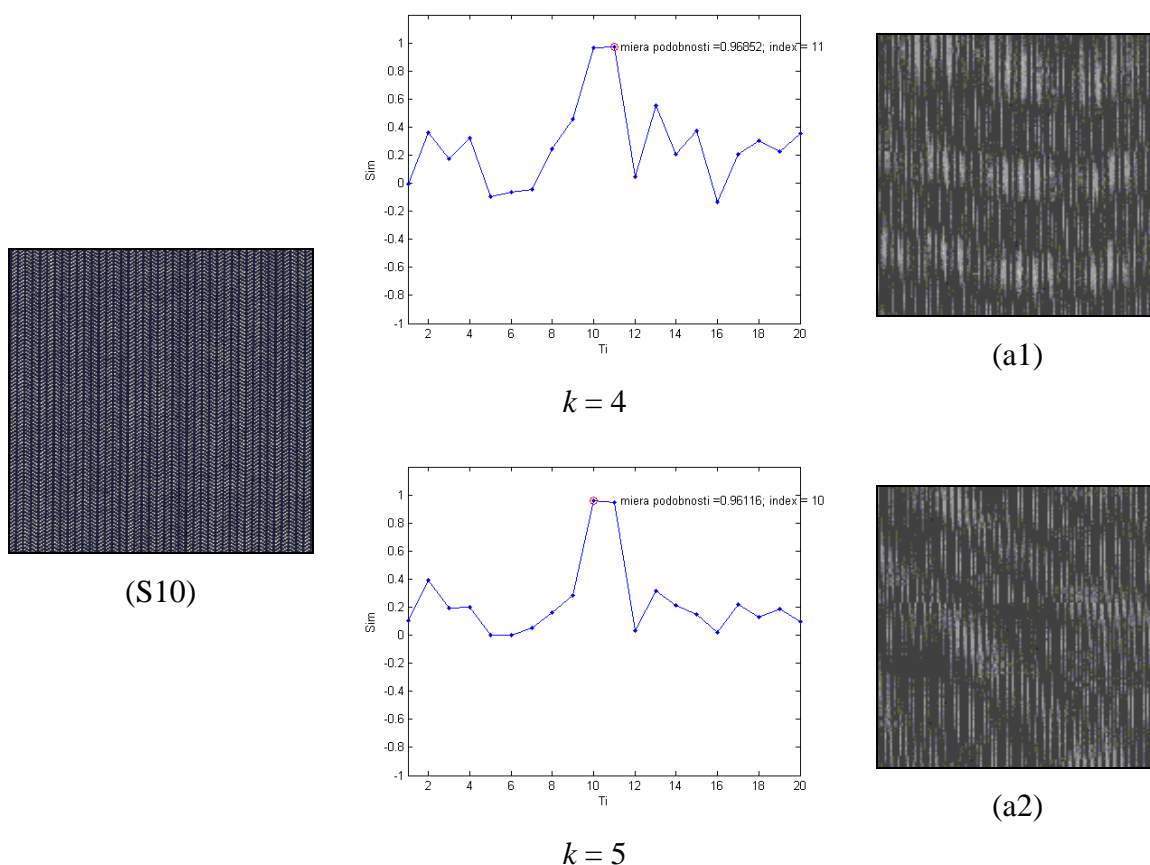 1
0.8
0.6
0.4
0.2
0
-0.2
-0.4
-0.6
-0.8
-1
Sim
miera podobnosti =0.96852; index = 11
2 4 6 8 10 12 14 16 18 20
Ti
k = 4
(a1)
(S10)
1
0.8
0.6
0.4
0.2
0
-0.2
-0.4
-0.6
-0.8
-1
Sim
miera podobnosti =0.96116; index = 10
2 4 6 8 10 12 14 16 18 20
Ti
k = 5
(a2)